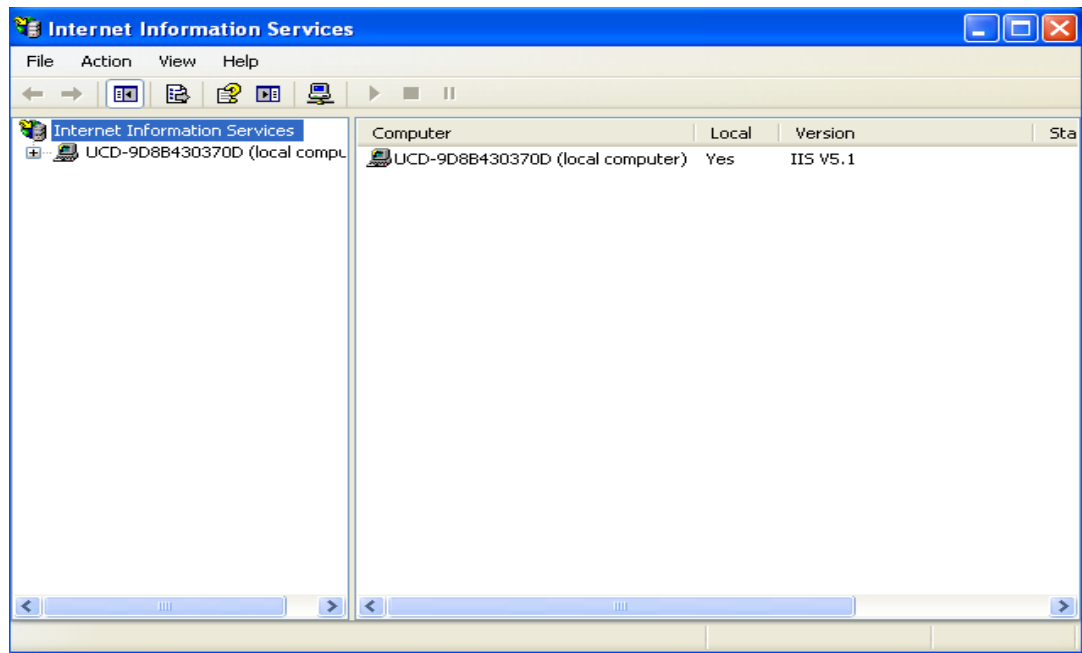 Internet Information Services
File Action View Help
Internet Information Services
UCD-9D8B430370D (local compu
Computer Local Version Sta
UCD-9D8B430370D (local computer) Yes IIS V5.1